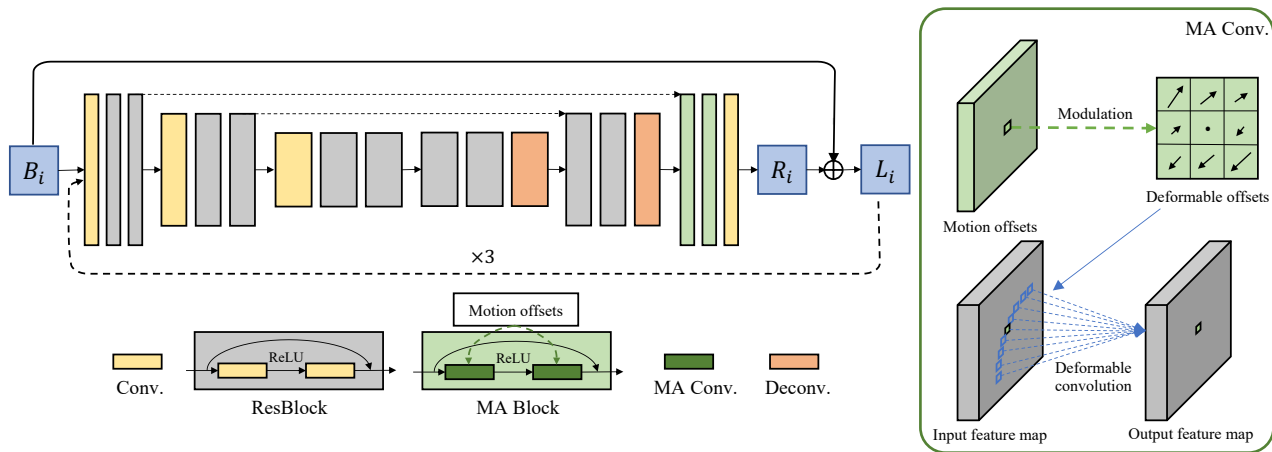 MA Conv.
Modulation
B_i
R_i
L_i
Motion offsets
Deformable offsets
×3
Motion offsets
ReLU
ReLU
Conv.
ResBlock
MA Block
MA Conv.
Deconv.
Deformable
convolution
Input feature map
Output feature map